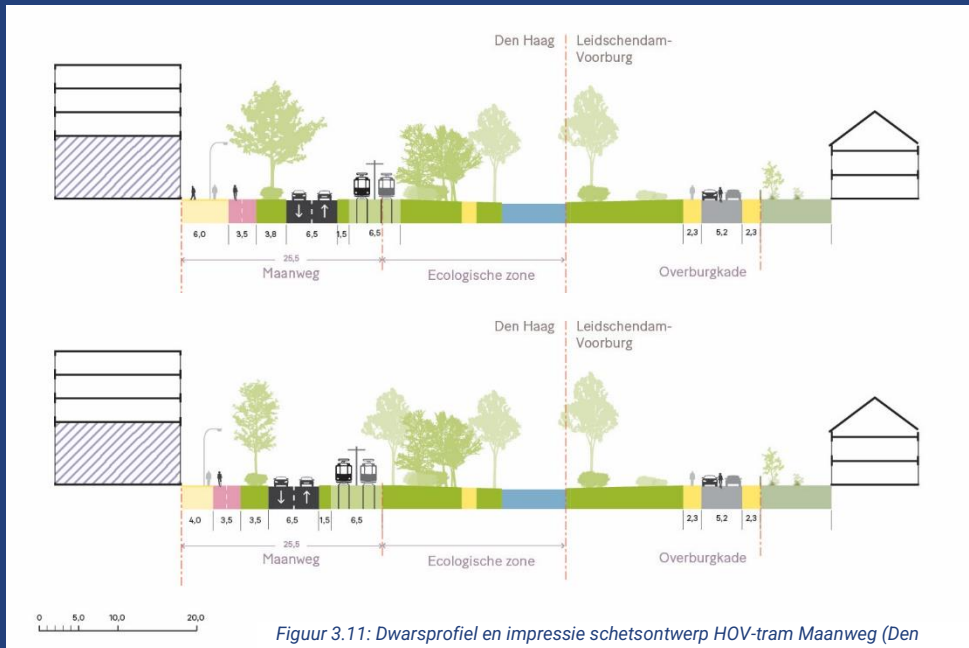 Den Haag
Leidschendam-
Voorburg
6,0 3,5 3,8 6,5 1,5 6,5 2,3 5,2 2,3
25,5
Maanweg
Ecologische zone
Overburgkade
Den Haag
Leidschendam-
Voorburg
4,0 3,5 3,5 6,5 1,5 6,5 2,3 5,2 2,3
25,5
Maanweg
Ecologische zone
Overburgkade
0 5,0 10,0 20,0
Figuur 3.11: Dwarsprofiel en impressie schetsontwerp HOV-tram Maanweg (Den